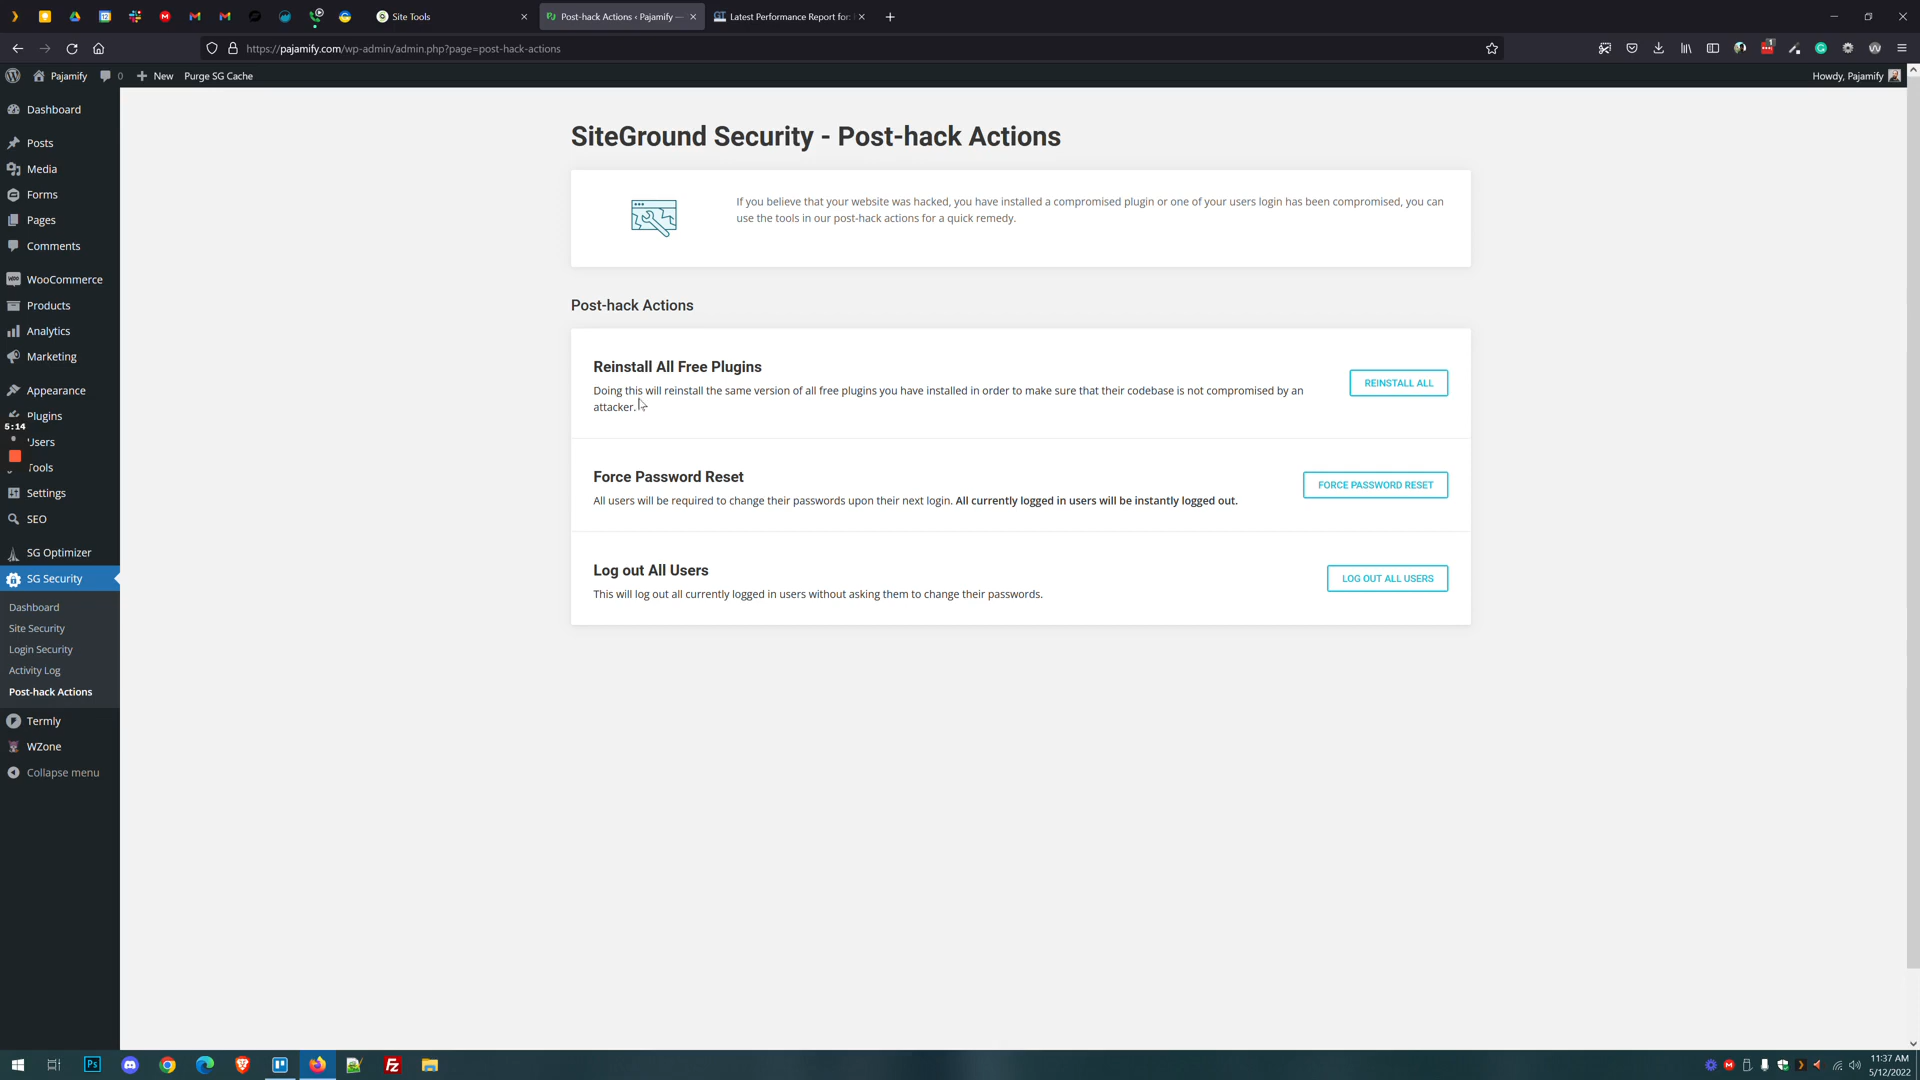 Site Tools
Post-hack Actions ‹ Pajamify —
Latest Performance Report for:
https://pajamify.com/wp-admin/admin.php?page=post-hack-actions
Pajamify
0
New
Purge SG Cache
Howdy, Pajamify
Dashboard
Posts
Media
Forms
Pages
Comments
WooCommerce
Products
Analytics
Marketing
Appearance
Plugins
5:14
Users
Tools
Settings
SEO
SG Optimizer
SG Security
Dashboard
Site Security
Login Security
Activity Log
Post-hack Actions
Termly
WZone
Collapse menu
SiteGround Security - Post-hack Actions
If you believe that your website was hacked, you have installed a compromised plugin or one of your users login has been compromised, you can
use the tools in our post-hack actions for a quick remedy.
Post-hack Actions
Reinstall All Free Plugins
Doing this will reinstall the same version of all free plugins you have installed in order to make sure that their codebase is not compromised by an
attacker.
REINSTALL ALL
Force Password Reset
All users will be required to change their passwords upon their next login. All currently logged in users will be instantly logged out.
FORCE PASSWORD RESET
Log out All Users
This will log out all currently logged in users without asking them to change their passwords.
LOG OUT ALL USERS
Ps
Fz
11:37 AM
5/12/2022